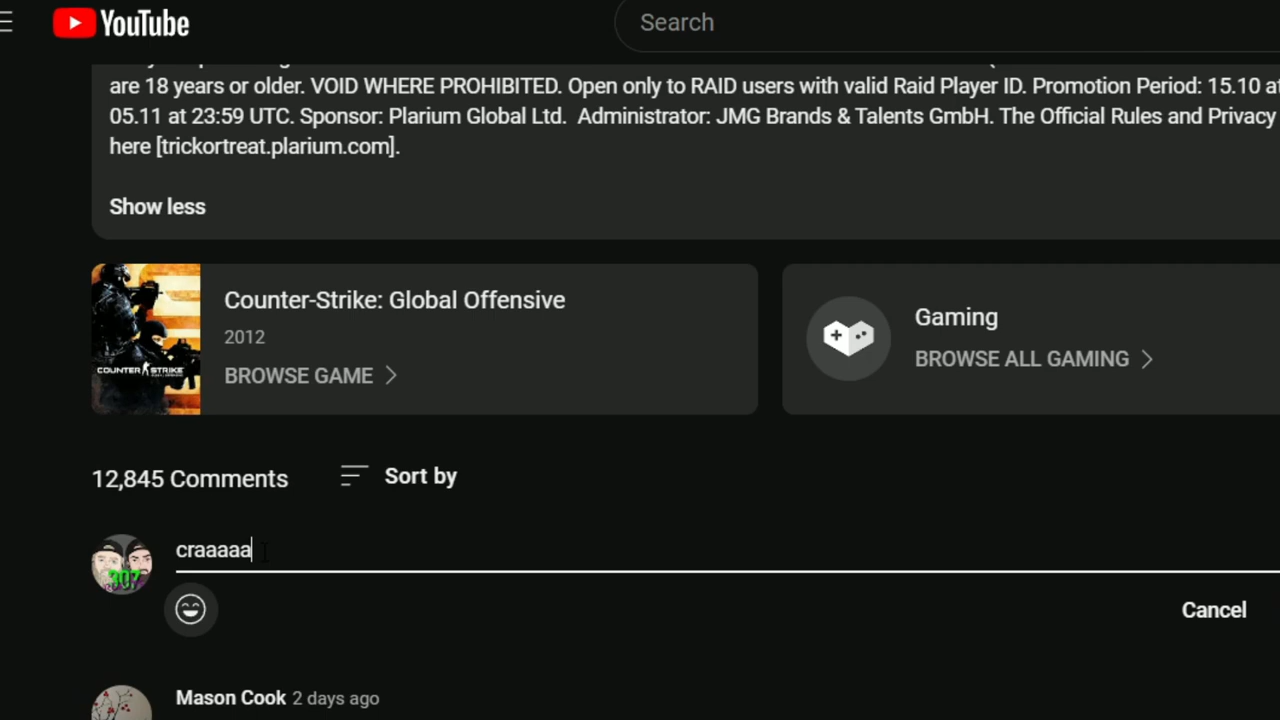 YouTube
Search
are 18 years or older. VOID WHERE PROHIBITED. Open only to RAID users with valid Raid Player ID. Promotion Period: 15.10 at
05.11 at 23:59 UTC. Sponsor: Plarium Global Ltd.  Administrator: JMG Brands & Talents GmbH. The Official Rules and Privacy
here [trickortreat.plarium.com].
Show less
COUNTER STRIKE
Counter-Strike: Global Offensive
2012
BROWSE GAME
Gaming
BROWSE ALL GAMING
12,845 Comments
Sort by
307
craaaaa
Cancel
Mason Cook 2 days ago